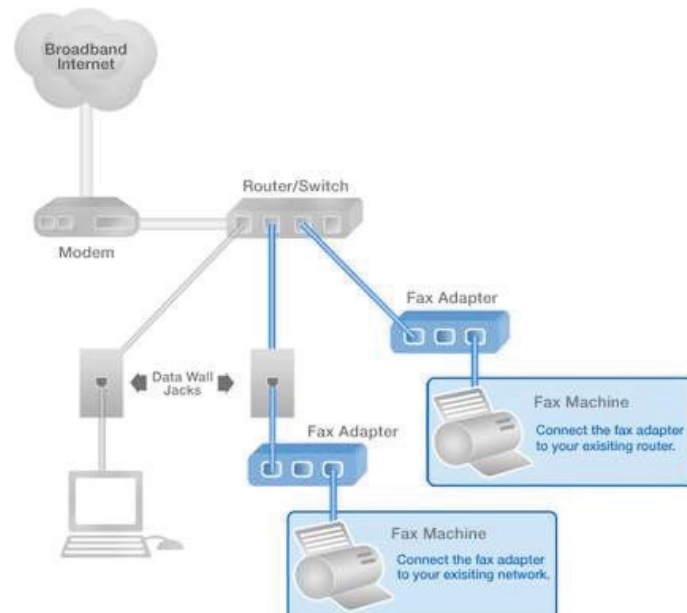 Broadband
Internet
Router/Switch
Modem
Fax Adapter
Data Wall
Jacks
Fax Machine
Connect the fax adapter
to your exisiting router.
Fax Adapter
Fax Machine
Connect the fax adapter
to your exisiting network.